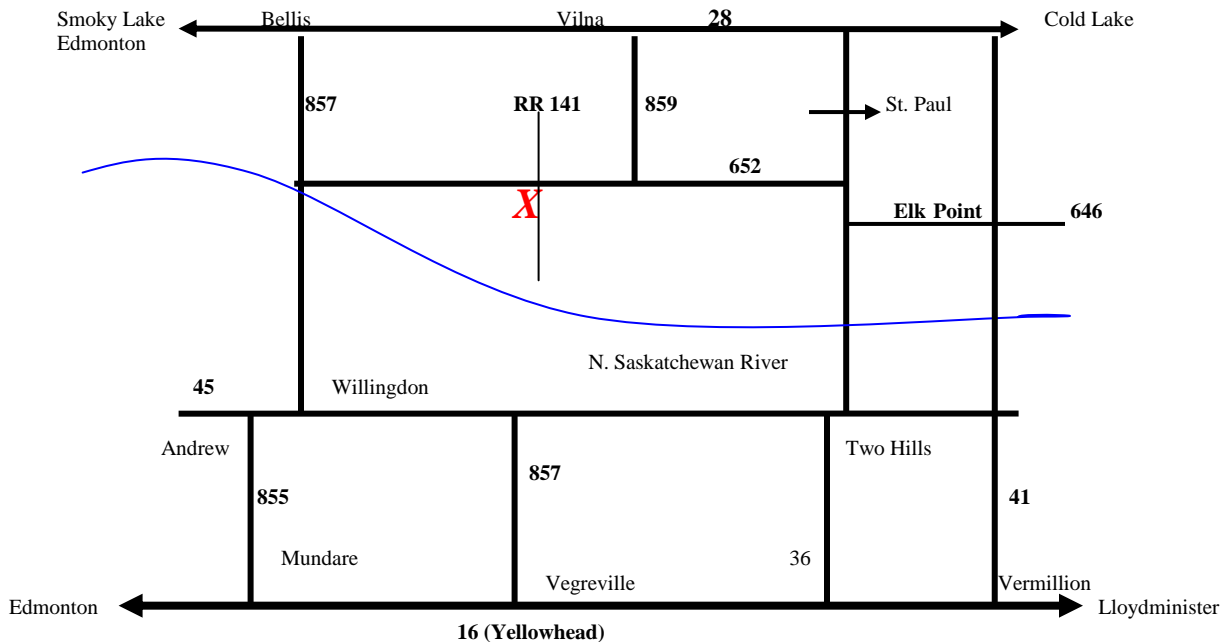 Smoky Lake
Edmonton
Bellis
Vilna
28
Cold Lake
857
RR 141
859
St. Paul
652
X
Elk Point
646
N. Saskatchewan River
45
Willingdon
Andrew
Two Hills
857
855
41
Mundare
36
Vegreville
Vermillion
Edmonton
Lloydminister
16 (Yellowhead)